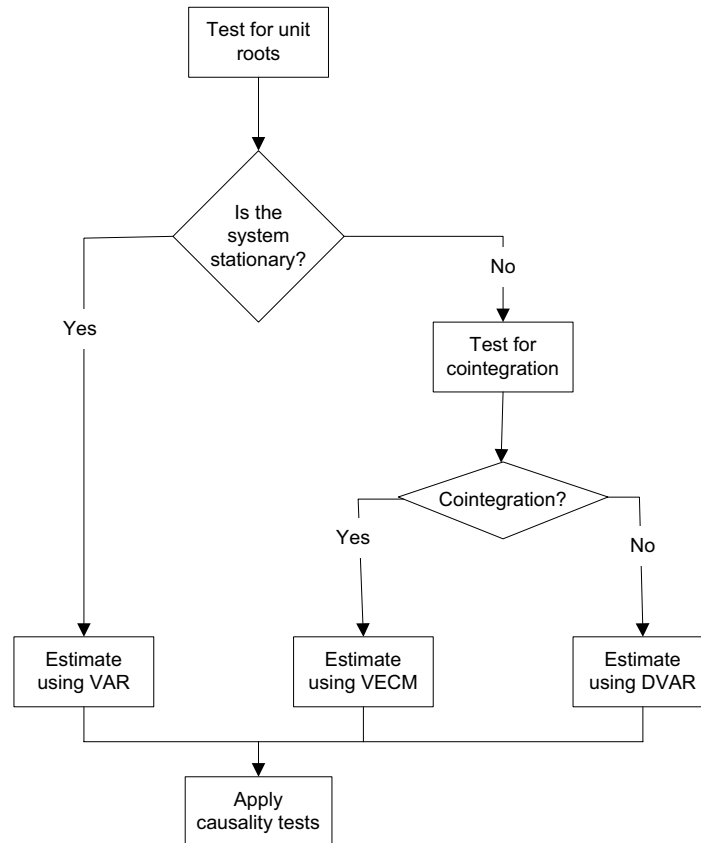 Test for unit
roots
Is the
system
stationary?
No
Yes
Test for
cointegration
Cointegration?
Yes
No
Estimate
using VAR
Estimate
using VECM
Estimate
using DVAR
Apply
causality tests